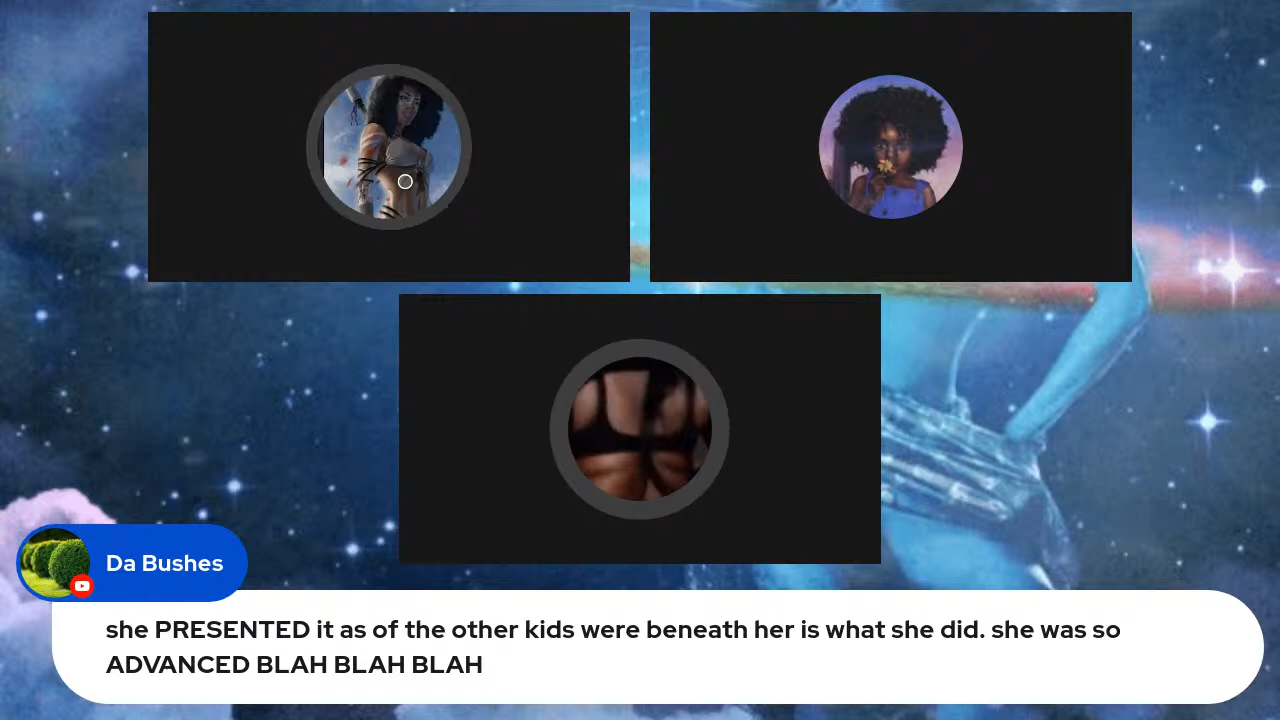 Da Bushes
she PRESENTED it as of the other kids were beneath her is what she did. she was so
ADVANCED BLAH BLAH BLAH